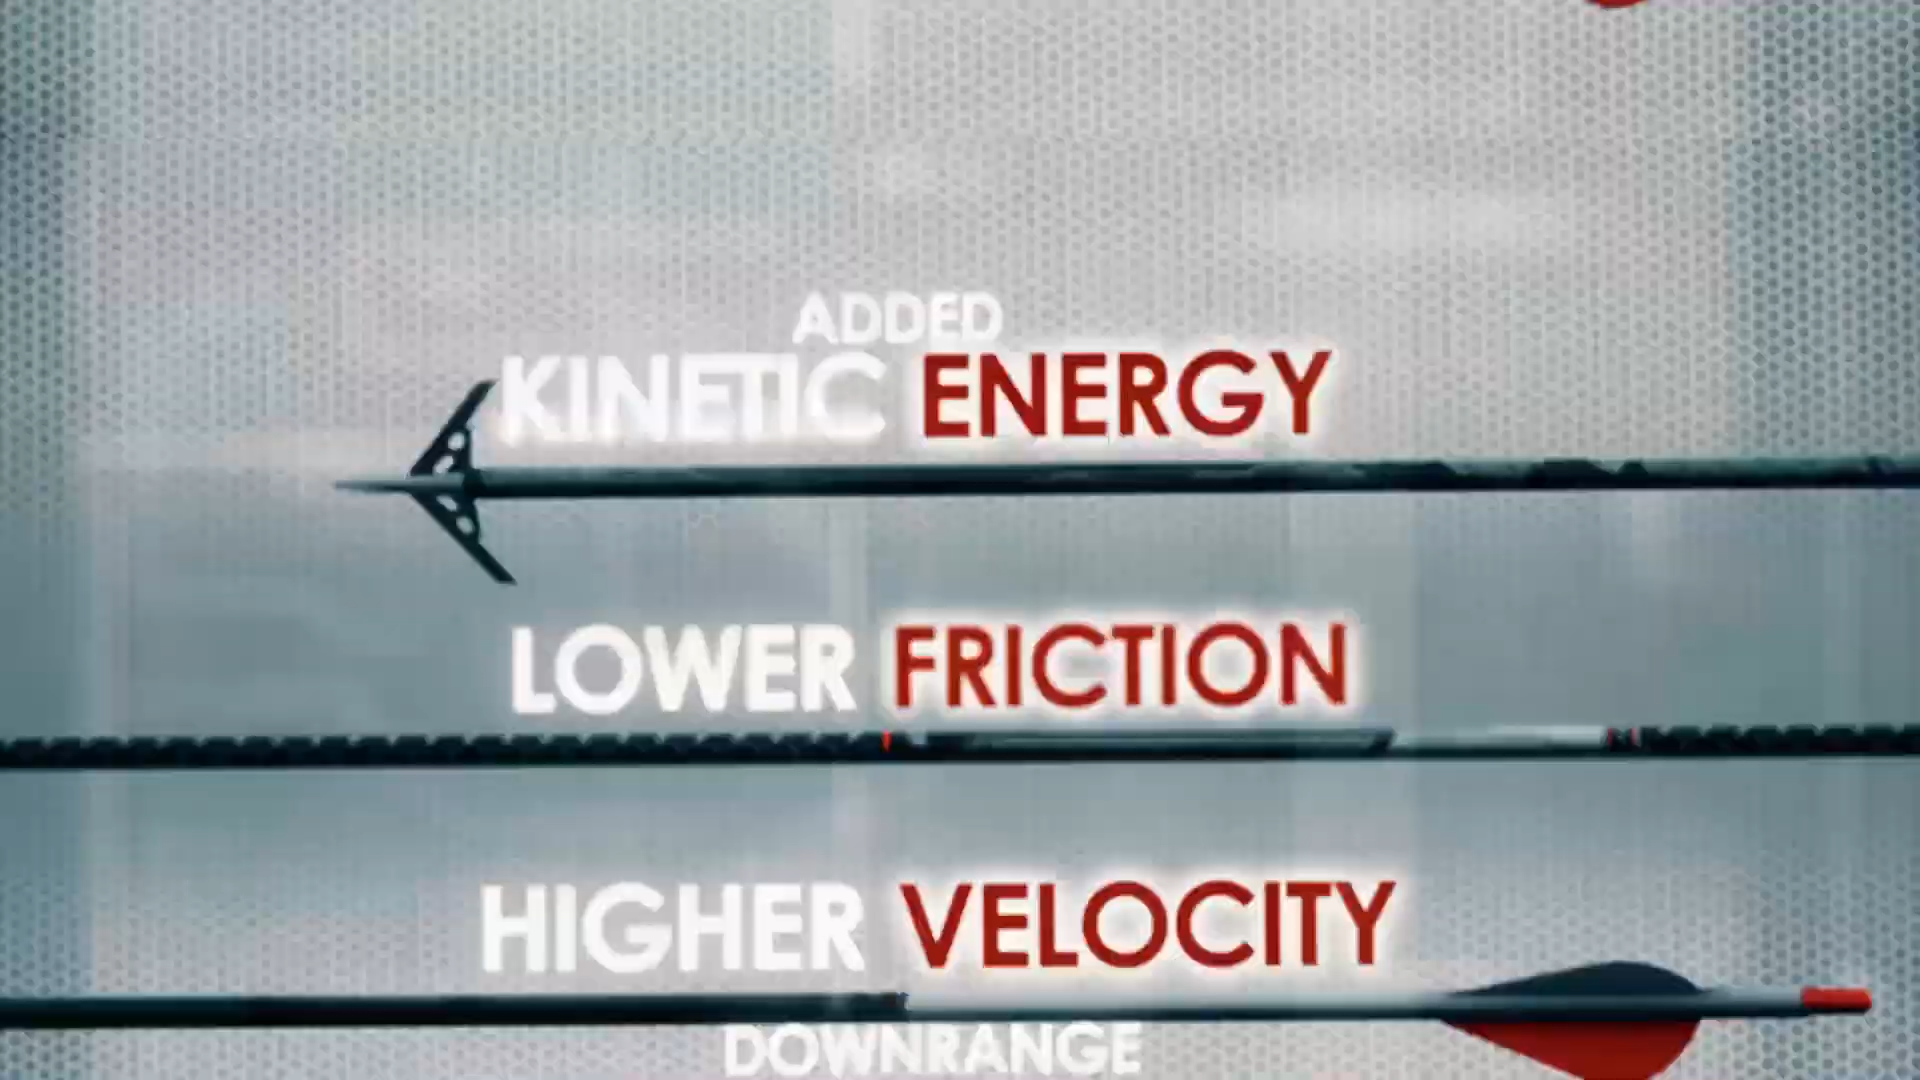 ADDED
KINETIC ENERGY
LOWER FRICTION
HIGHER VELOCITY
DOWNRANGE